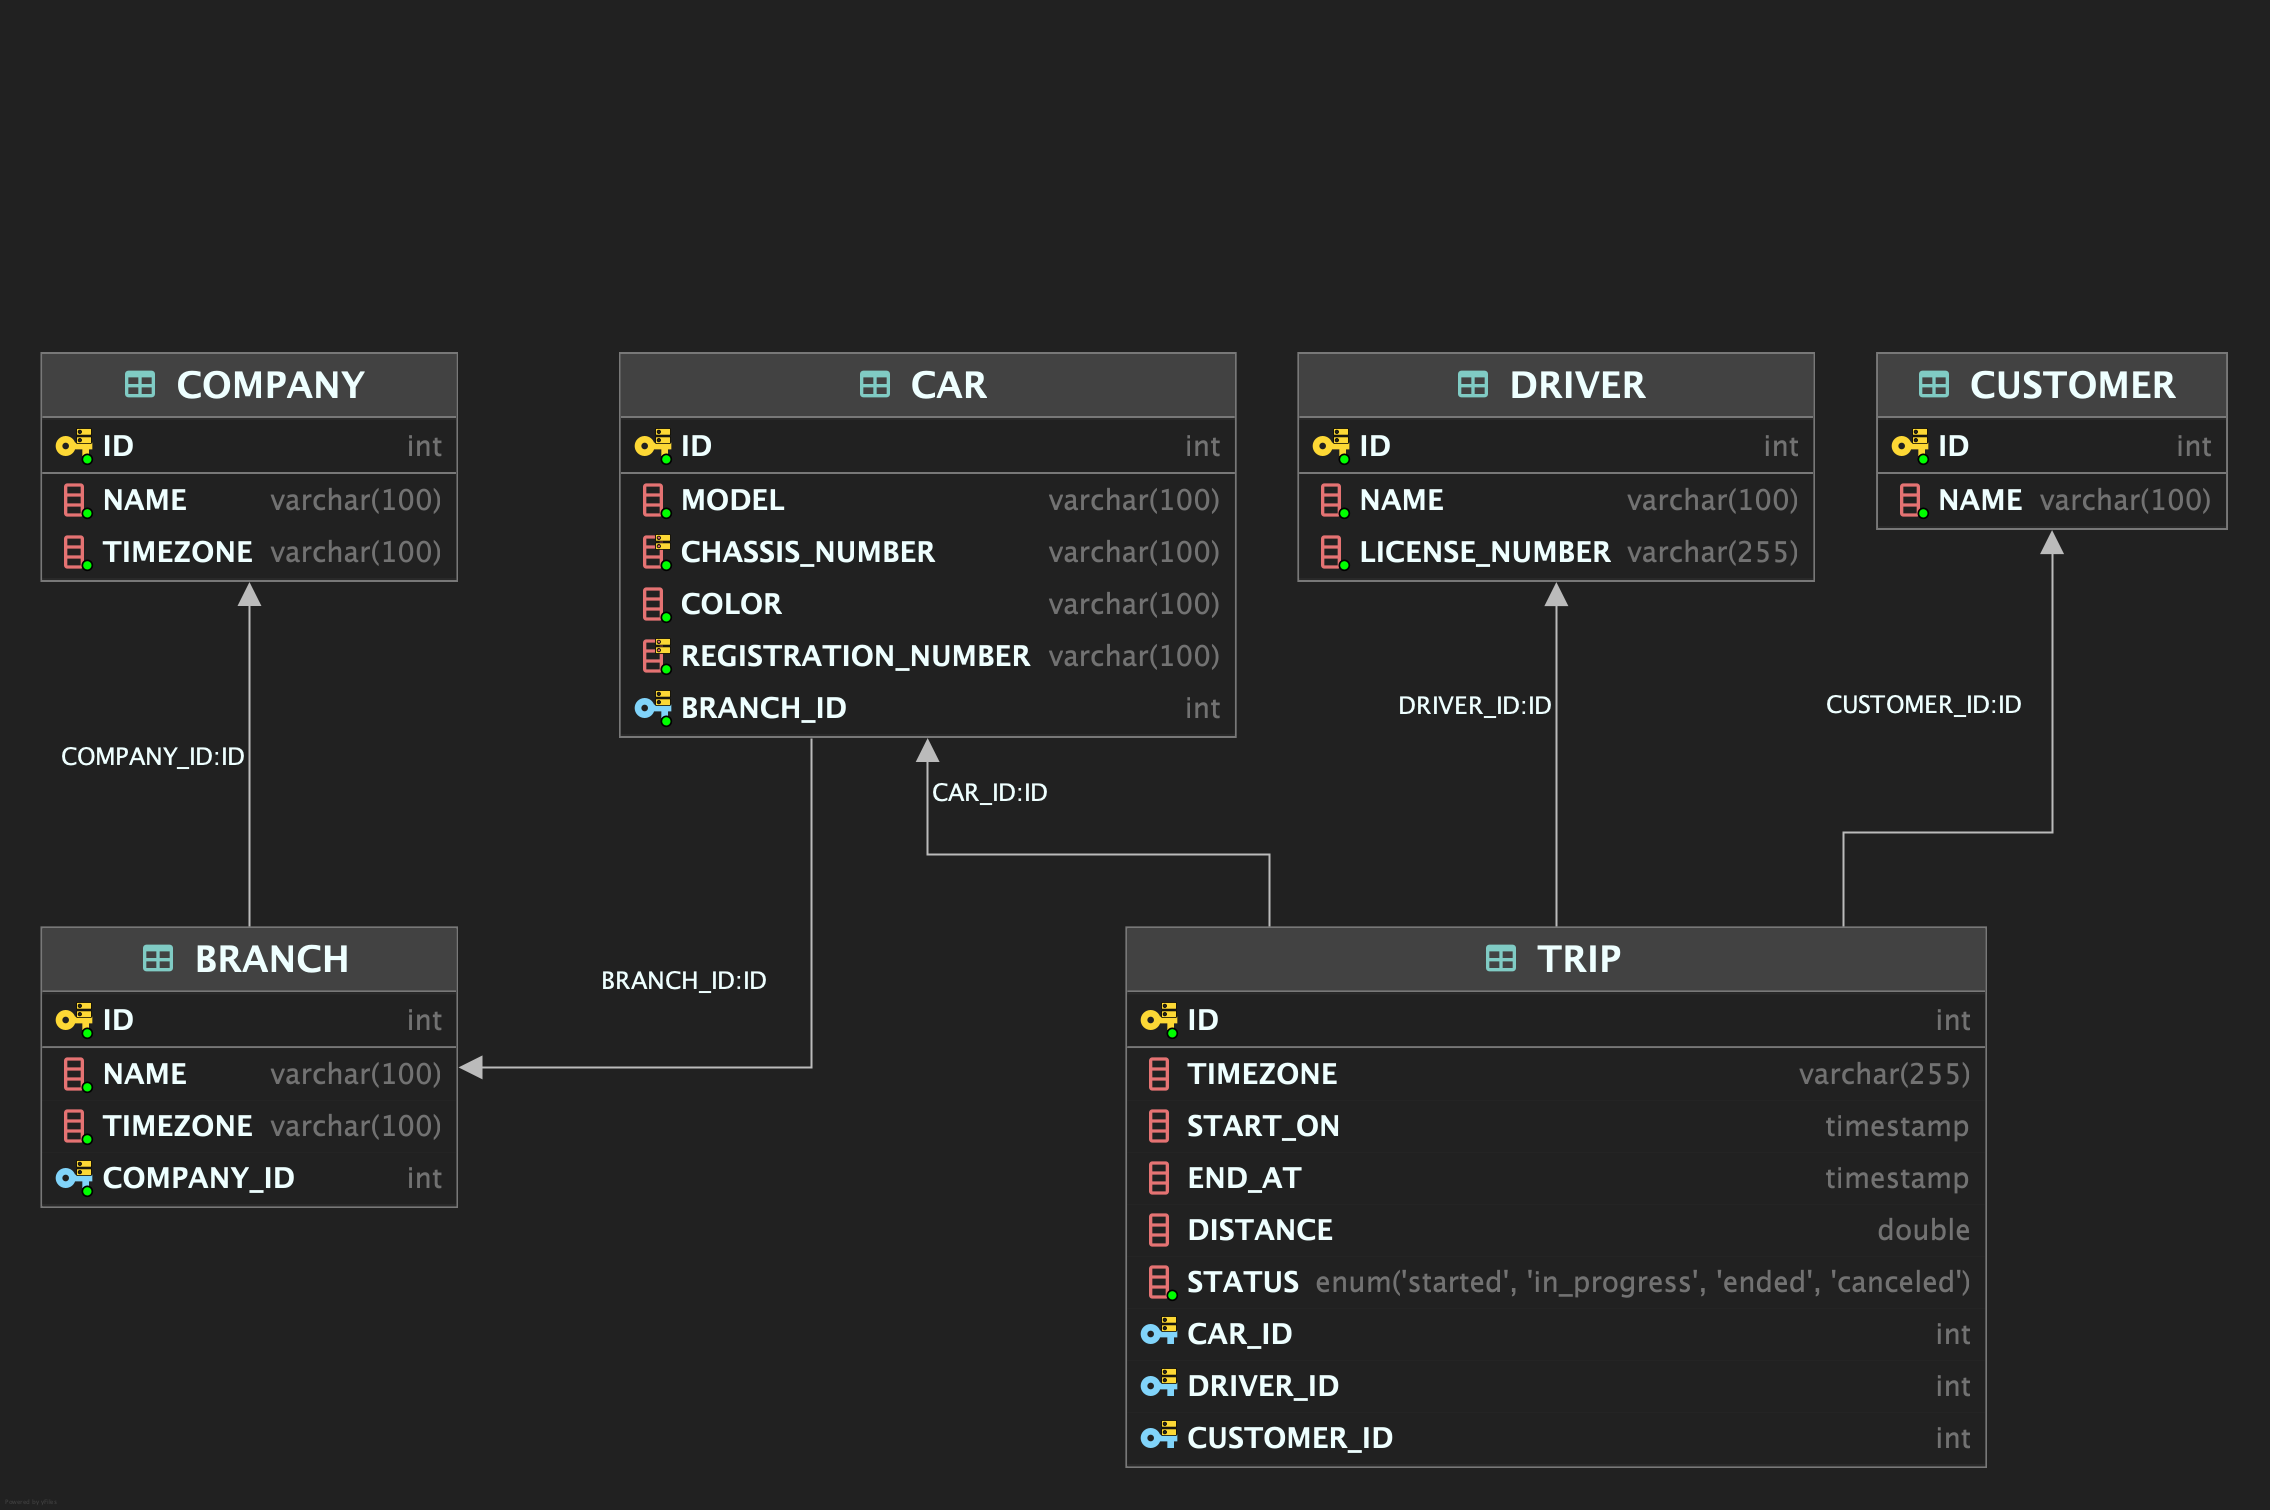 COMPANY
ID int
NAME varchar(100)
TIMEZONE varchar(100)
CAR
ID int
MODEL varchar(100)
CHASSIS_NUMBER varchar(100)
COLOR varchar(100)
REGISTRATION_NUMBER varchar(100)
BRANCH_ID int
DRIVER
ID int
NAME varchar(100)
LICENSE_NUMBER varchar(255)
CUSTOMER
ID int
NAME varchar(100)
COMPANY_ID:ID
BRANCH_ID:ID
CAR_ID:ID
DRIVER_ID:ID
CUSTOMER_ID:ID
BRANCH
ID int
NAME varchar(100)
TIMEZONE varchar(100)
COMPANY_ID int
TRIP
ID int
TIMEZONE varchar(255)
START_ON timestamp
END_AT timestamp
DISTANCE double
STATUS enum('started', 'in_progress', 'ended', 'canceled')
CAR_ID int
DRIVER_ID int
CUSTOMER_ID int
Powered by yFiles